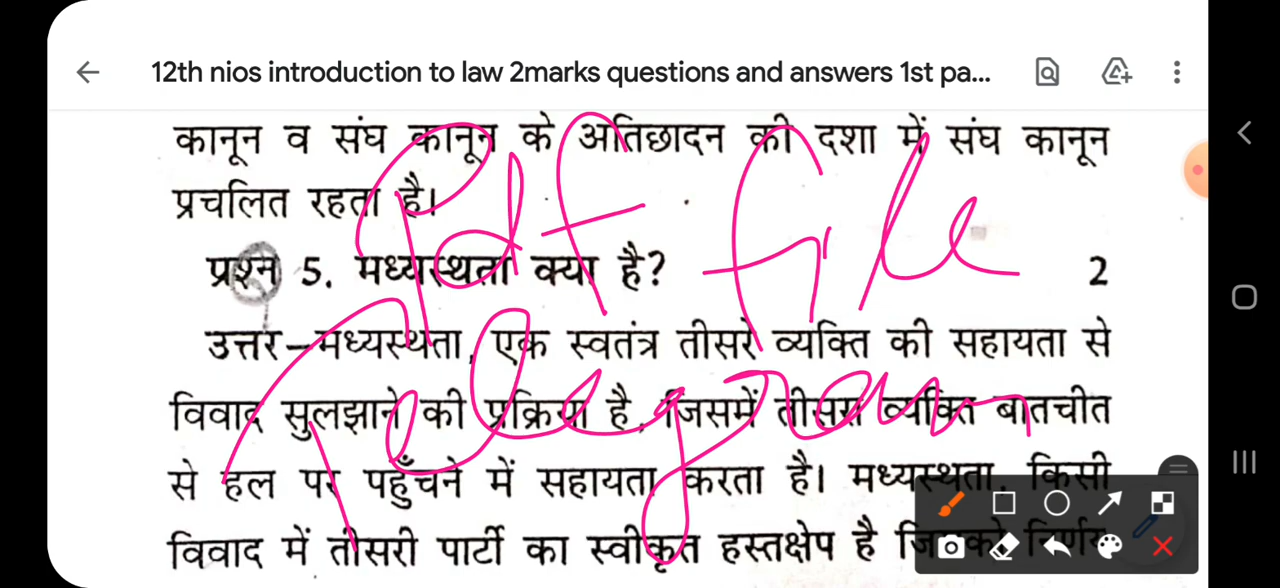 12th nios introduction to law 2marks questions and answers 1st pa...
कानून व संघ कानून के अतिछादन की दशा में संघ कानून
प्रचलित रहता है।
Pdf file
प्रश्न 5. मध्यस्थता क्या है? 2
उत्तर–मध्यस्थता, एक स्वतंत्र तीसरे व्यक्ति की सहायता से
Telegram
विवाद सुलझाने की प्रक्रिया है, जिसमें तीसरा व्यक्ति बातचीत
से हल पर पहुँचने में सहायता करता है। मध्यस्थता, किसी
विवाद में तीसरी पार्टी का स्वीकृत हस्तक्षेप है